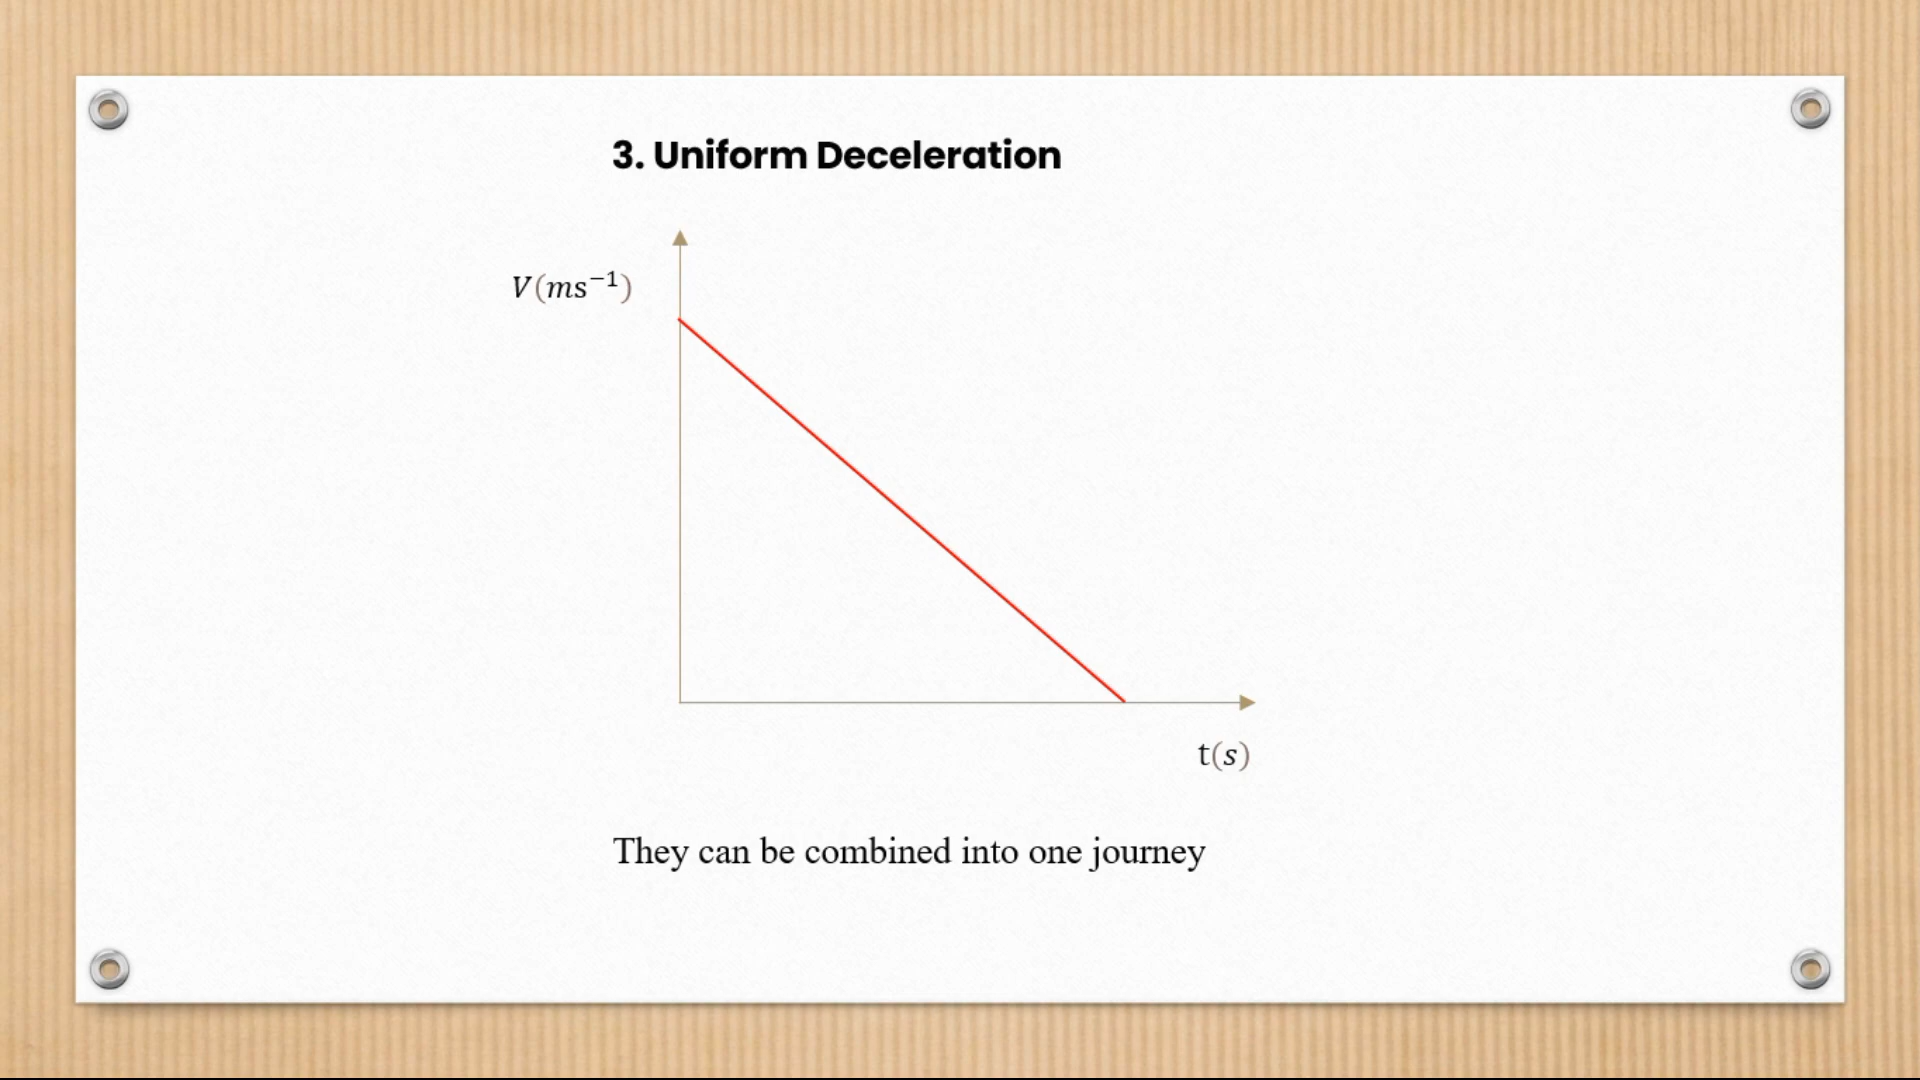 3. Uniform Deceleration
V(ms⁻¹)
t(s)
They can be combined into one journey